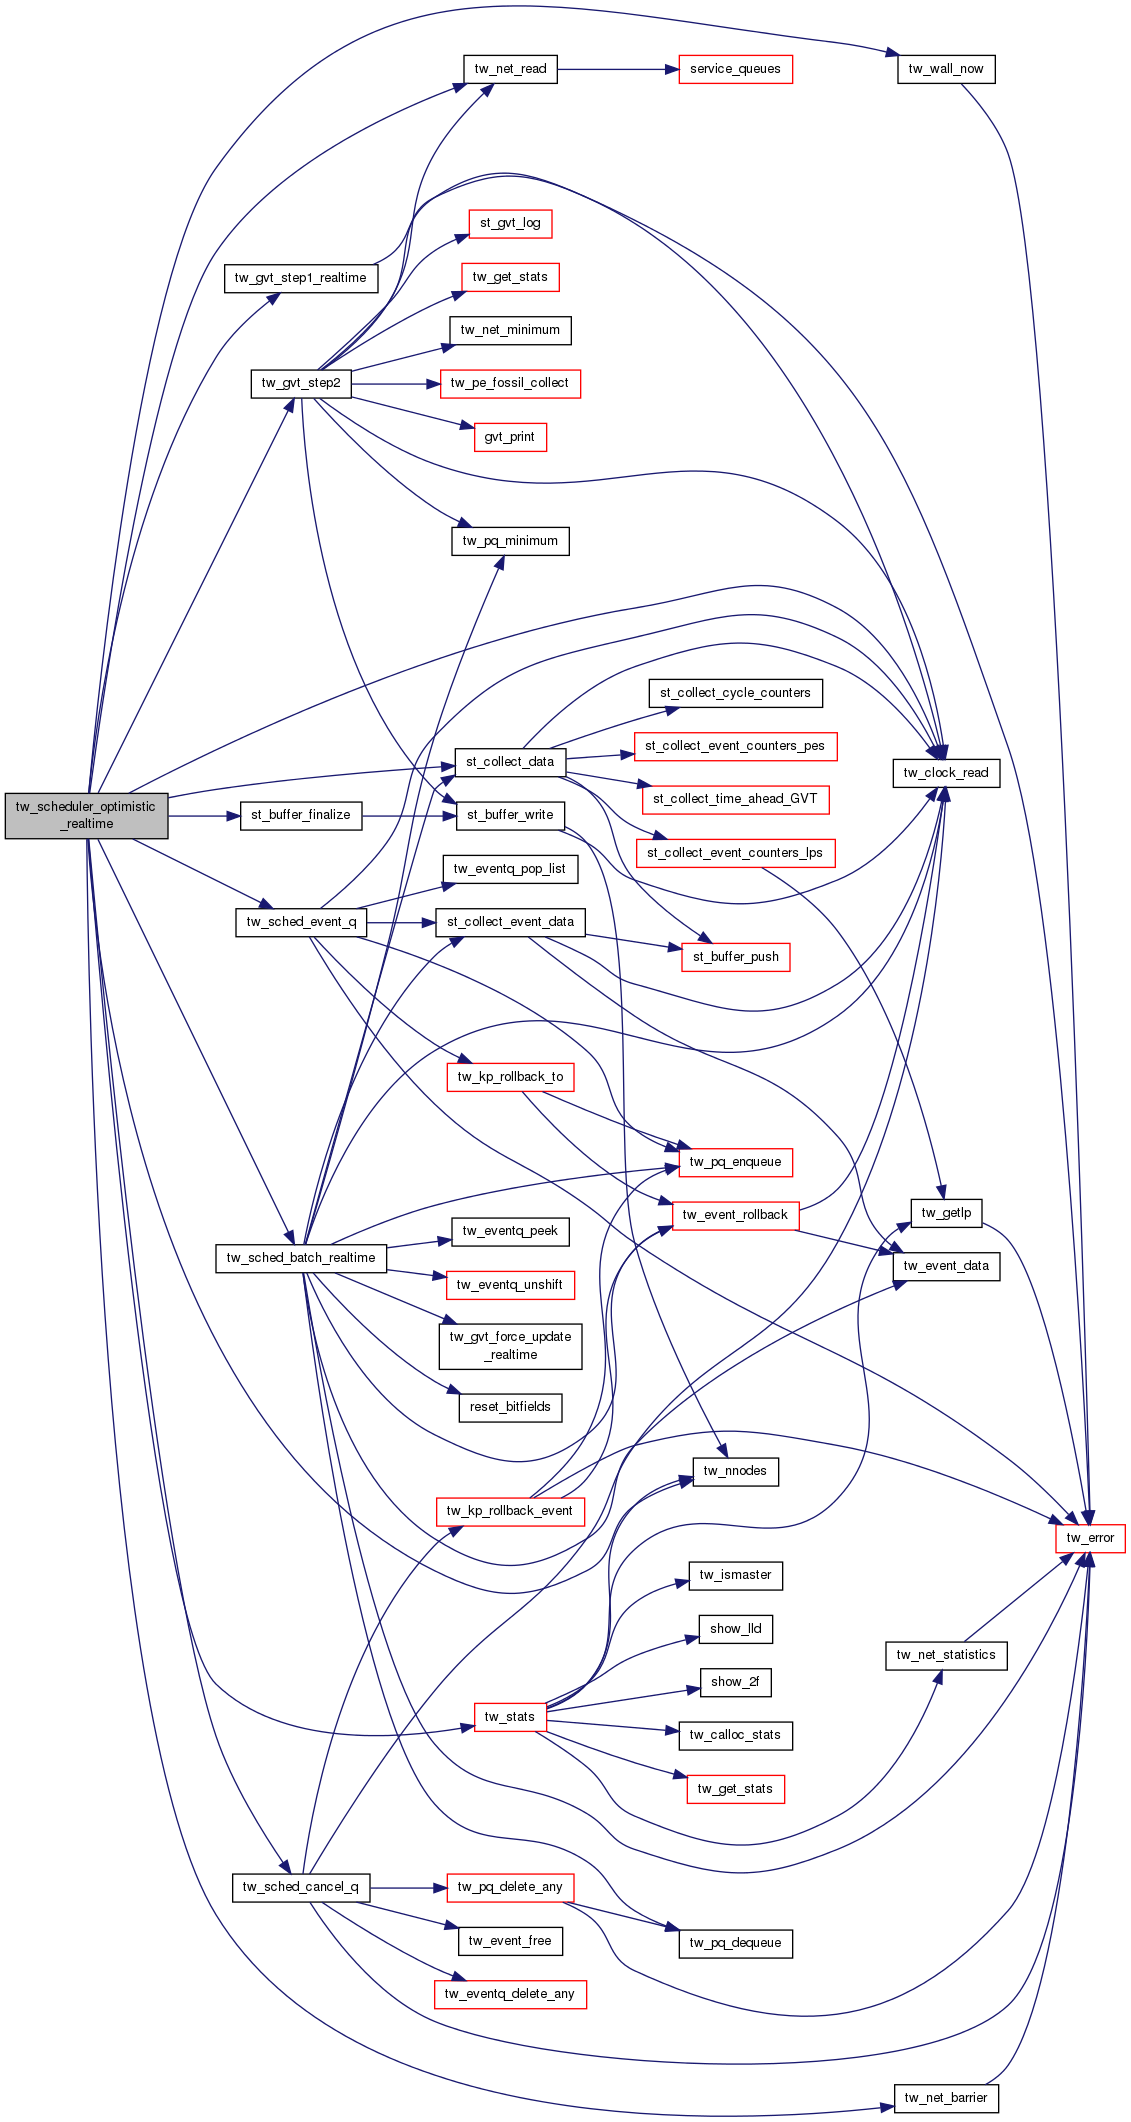 tw_wall_now
tw_net_read
service_queues
st_gvt_log
tw_gvt_step1_realtime
tw_get_stats
tw_net_minimum
tw_gvt_step2
tw_pe_fossil_collect
gvt_print
tw_pq_minimum
st_collect_cycle_counters
st_collect_event_counters_pes
st_collect_data
tw_clock_read
st_collect_time_ahead_GVT
tw_scheduler_optimistic
_realtime
st_buffer_finalize
st_buffer_write
st_collect_event_counters_lps
tw_eventq_pop_list
tw_sched_event_q
st_collect_event_data
st_buffer_push
tw_kp_rollback_to
tw_pq_enqueue
tw_event_rollback
tw_getlp
tw_eventq_peek
tw_sched_batch_realtime
tw_event_data
tw_eventq_unshift
tw_gvt_force_update
_realtime
reset_bitfields
tw_nnodes
tw_kp_rollback_event
tw_error
tw_ismaster
show_lld
tw_net_statistics
show_2f
tw_stats
tw_calloc_stats
tw_get_stats
tw_sched_cancel_q
tw_pq_delete_any
tw_event_free
tw_pq_dequeue
tw_eventq_delete_any
tw_net_barrier